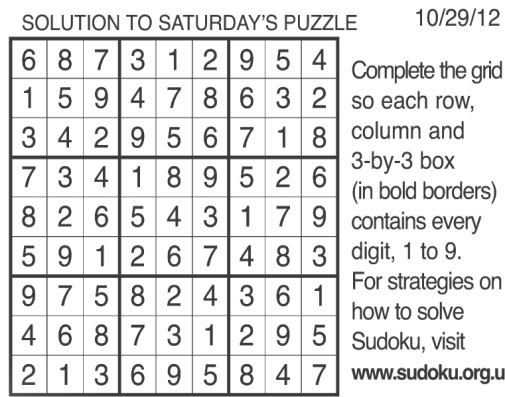 SOLUTION TO SATURDAY'S PUZZLE
10/29/12
6 8 7 3 1 2 9 5 4
1 5 9 4 7 8 6 3 2
3 4 2 9 5 6 7 1 8
7 3 4 1 8 9 5 2 6
8 2 6 5 4 3 1 7 9
5 9 1 2 6 7 4 8 3
9 7 5 8 2 4 3 6 1
4 6 8 7 3 1 2 9 5
2 1 3 6 9 5 8 4 7
Complete the grid
so each row,
column and
3-by-3 box
(in bold borders)
contains every
digit, 1 to 9.
For strategies on
how to solve
Sudoku, visit
www.sudoku.org.u